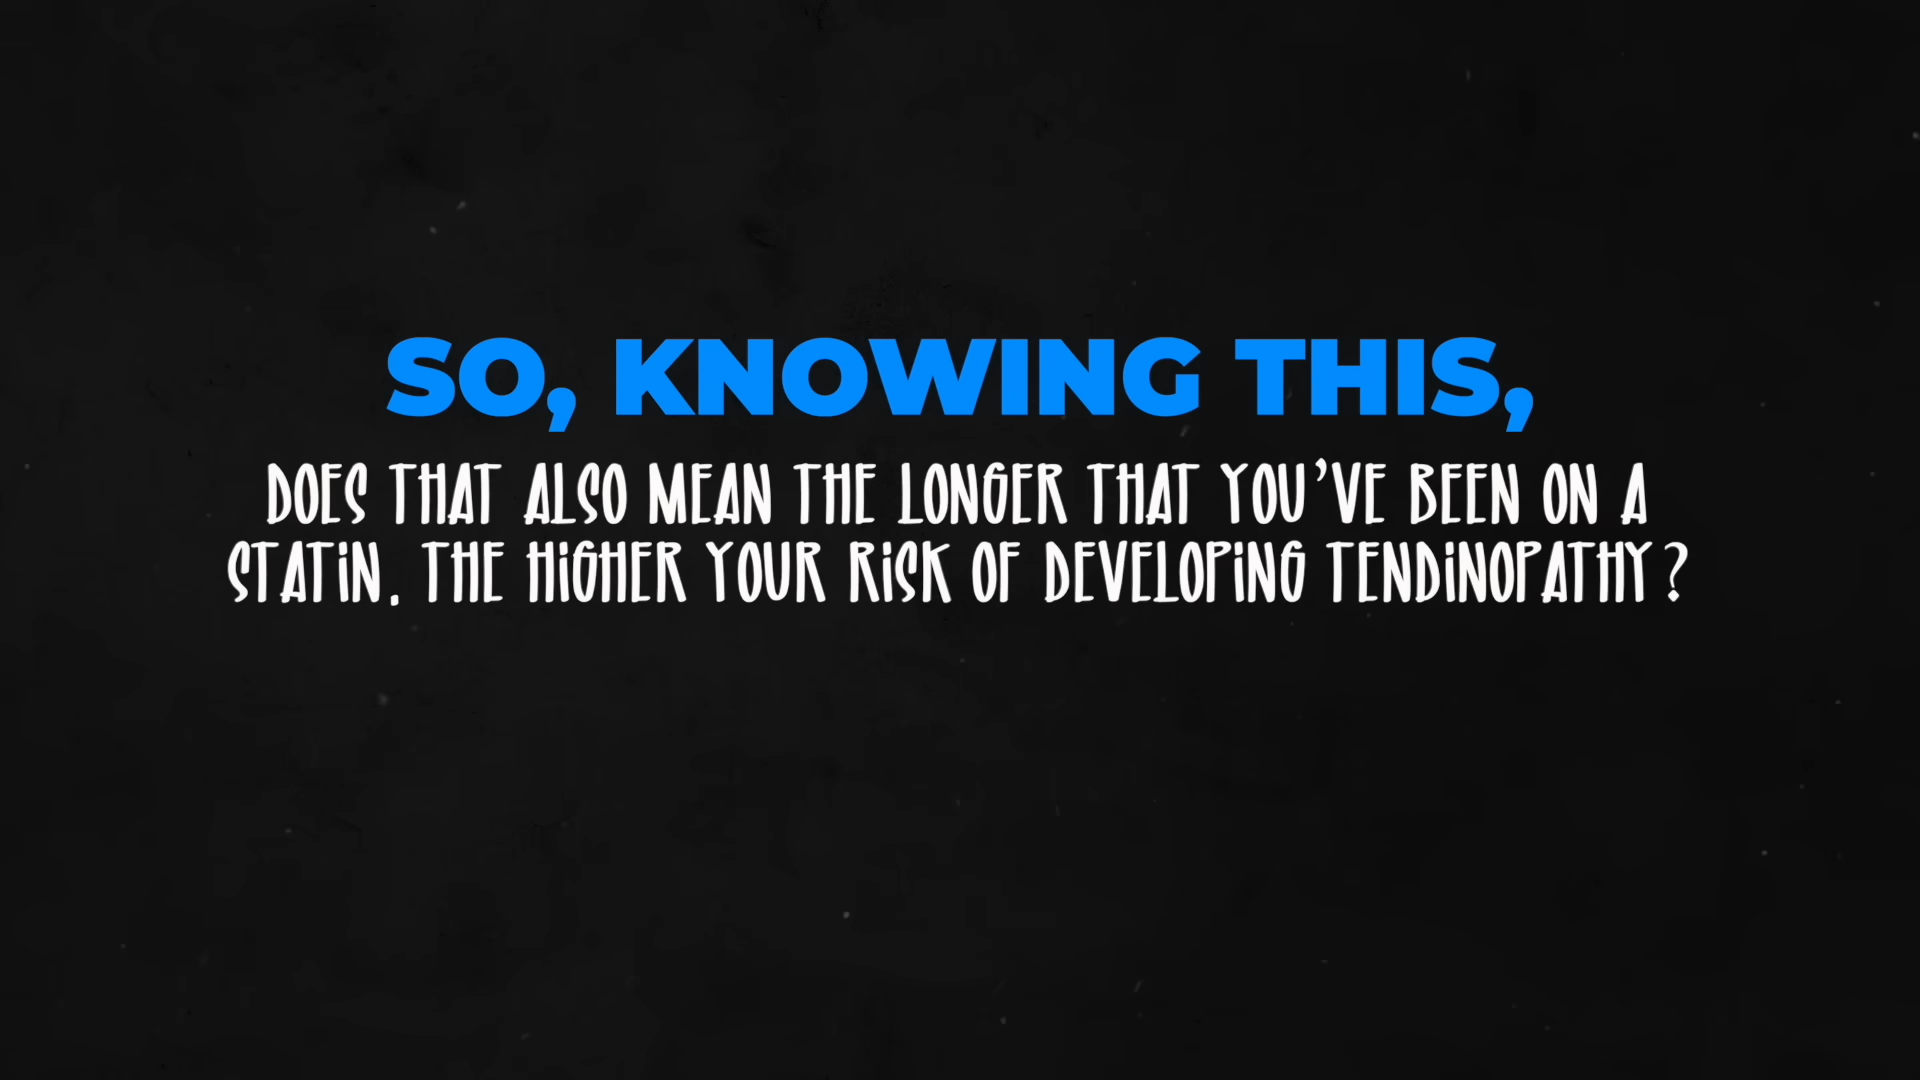 SO, KNOWING THIS,
DOES THAT ALSO MEAN THE LONGER THAT YOU'VE BEEN ON A
STATIN, THE HIGHER YOUR RISK OF DEVELOPING TENDINOPATHY?